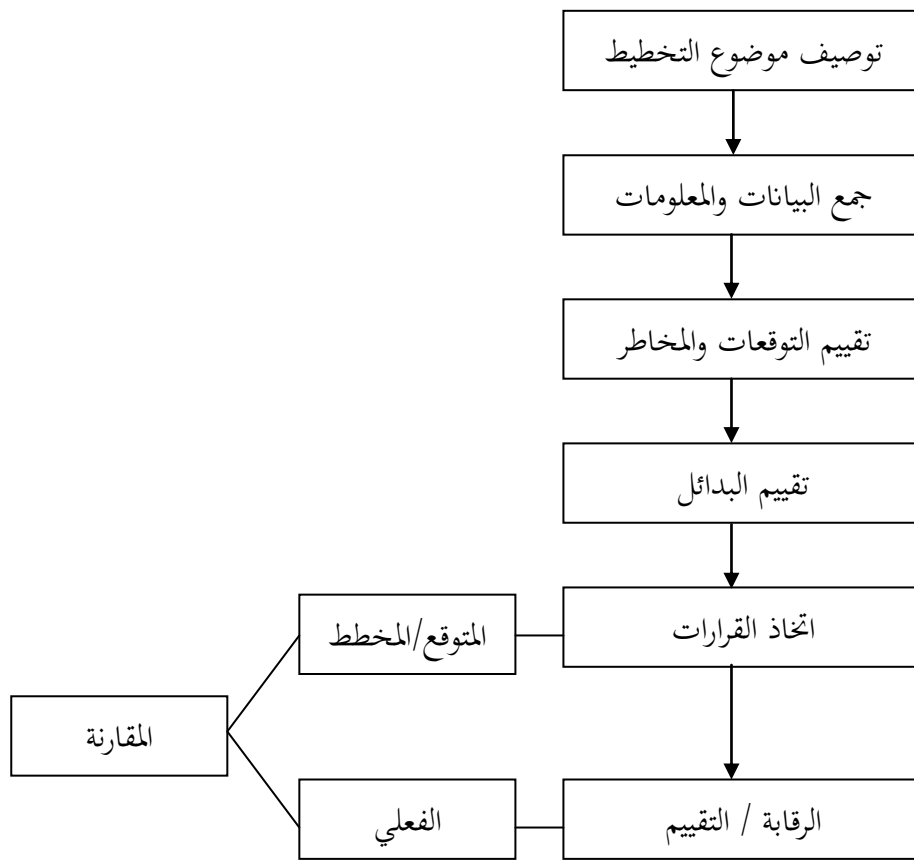 توصيف موضوع التخطيط
جمع البيانات والمعلومات
تقييم التوقعات والمخاطر
تقييم البدائل
اتخاذ القرارات
المتوقع/المخطط
المقارنة
الرقابة / التقييم
الفعلي